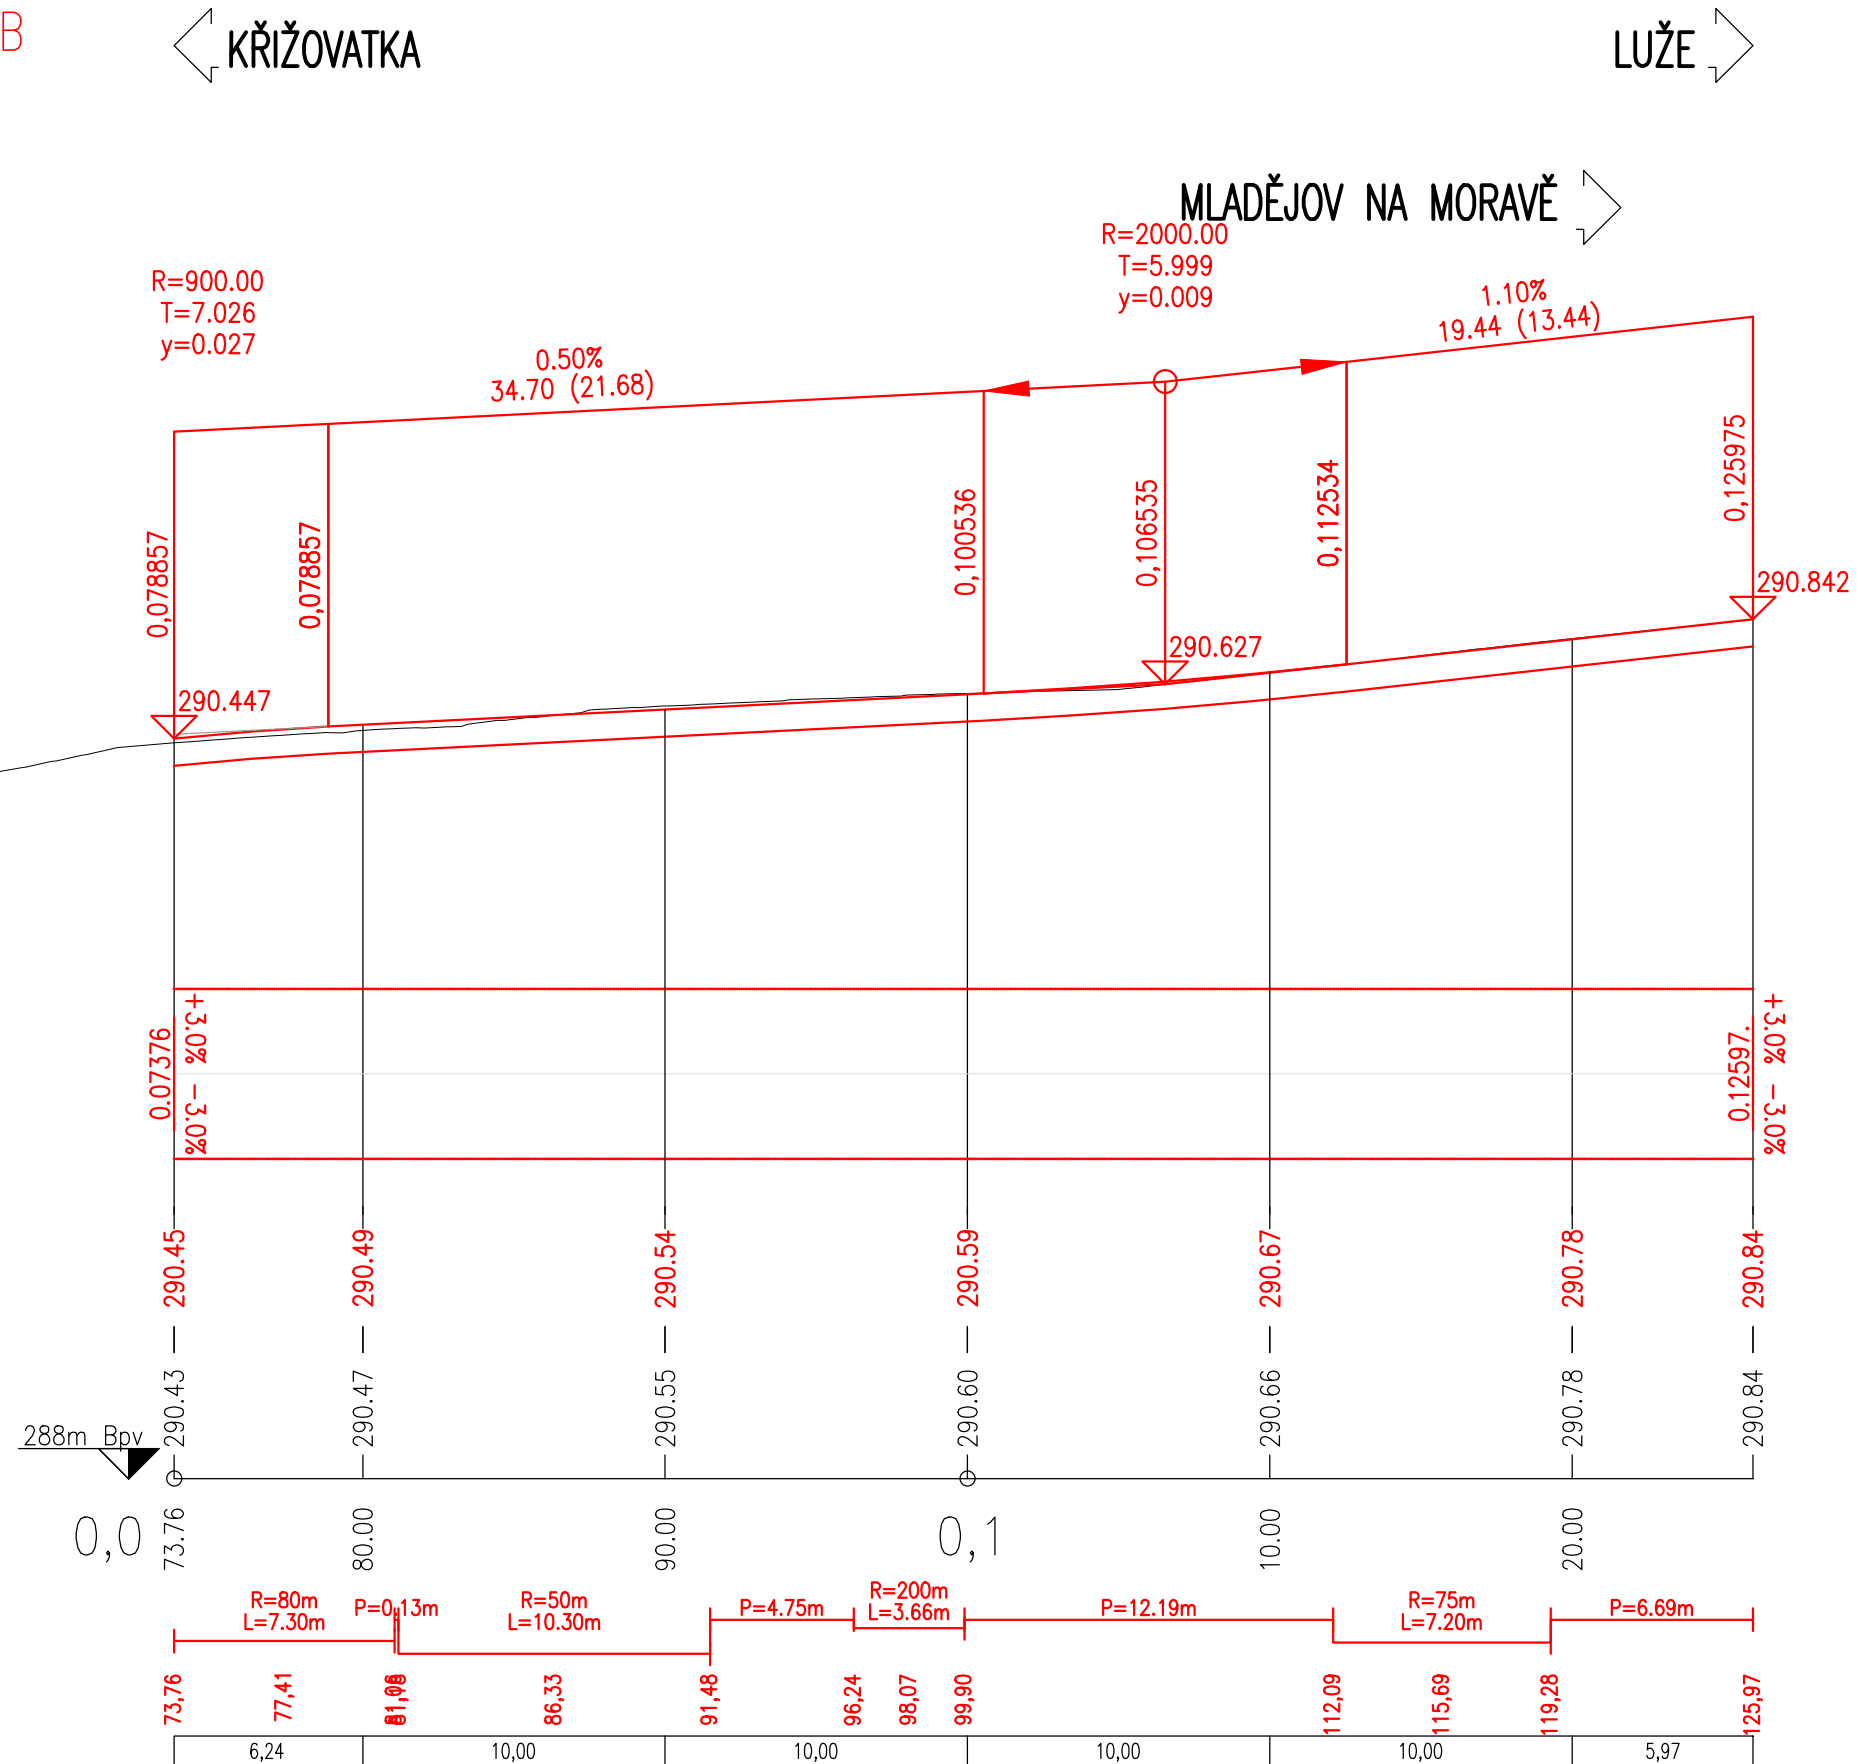 B
KŘIŽOVATKA
LUŽE
MLADĚJOV NA MORAVĚ
R=900.00
T=7.026
y=0.027
R=2000.00
T=5.999
y=0.009
0.50%
34.70 (21.68)
1.10%
19.44 (13.44)
0,078857
0,078857
0,100536
0,106535
0,112534
0,125975
290.447
290.627
290.842
0.07376
+3.0% -3.0%
0.12597.
+3.0% -3.0%
290.45
290.49
290.54
290.59
290.67
290.78
290.84
290.43
290.47
290.55
290.60
290.66
290.78
290.84
288m Bpv
0,0
73.76
80.00
90.00
0,1
10.00
20.00
R=80m
L=7.30m
P=0.13m
R=50m
L=10.30m
P=4.75m
R=200m
L=3.66m
P=12.19m
R=75m
L=7.20m
P=6.69m
73,76
77,41
86,33
91,48
96,24
98,07
99,90
112,09
115,69
119,28
125,97
6,24
10,00
10,00
10,00
10,00
5,97